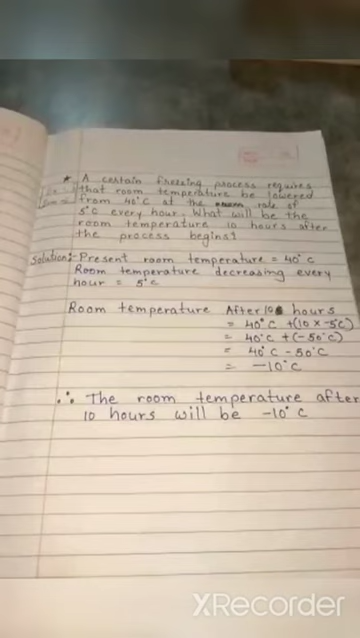 * A certain freezing process requires
that room temperature be lowered
from 40°C at the rate of
5°C every hour. What will be the
room temperature 10 hours after
the process begins?
Solution:- Present room temperature = 40°C
Room temperature decreasing every
hour = 5°C
Room temperature After 10 hours
= 40°C + (10 × -5°C)
= 40°C + (-50°C)
= 40°C - 50°C
= -10°C
∴ The room temperature after
10 hours will be -10°C
XRecorder